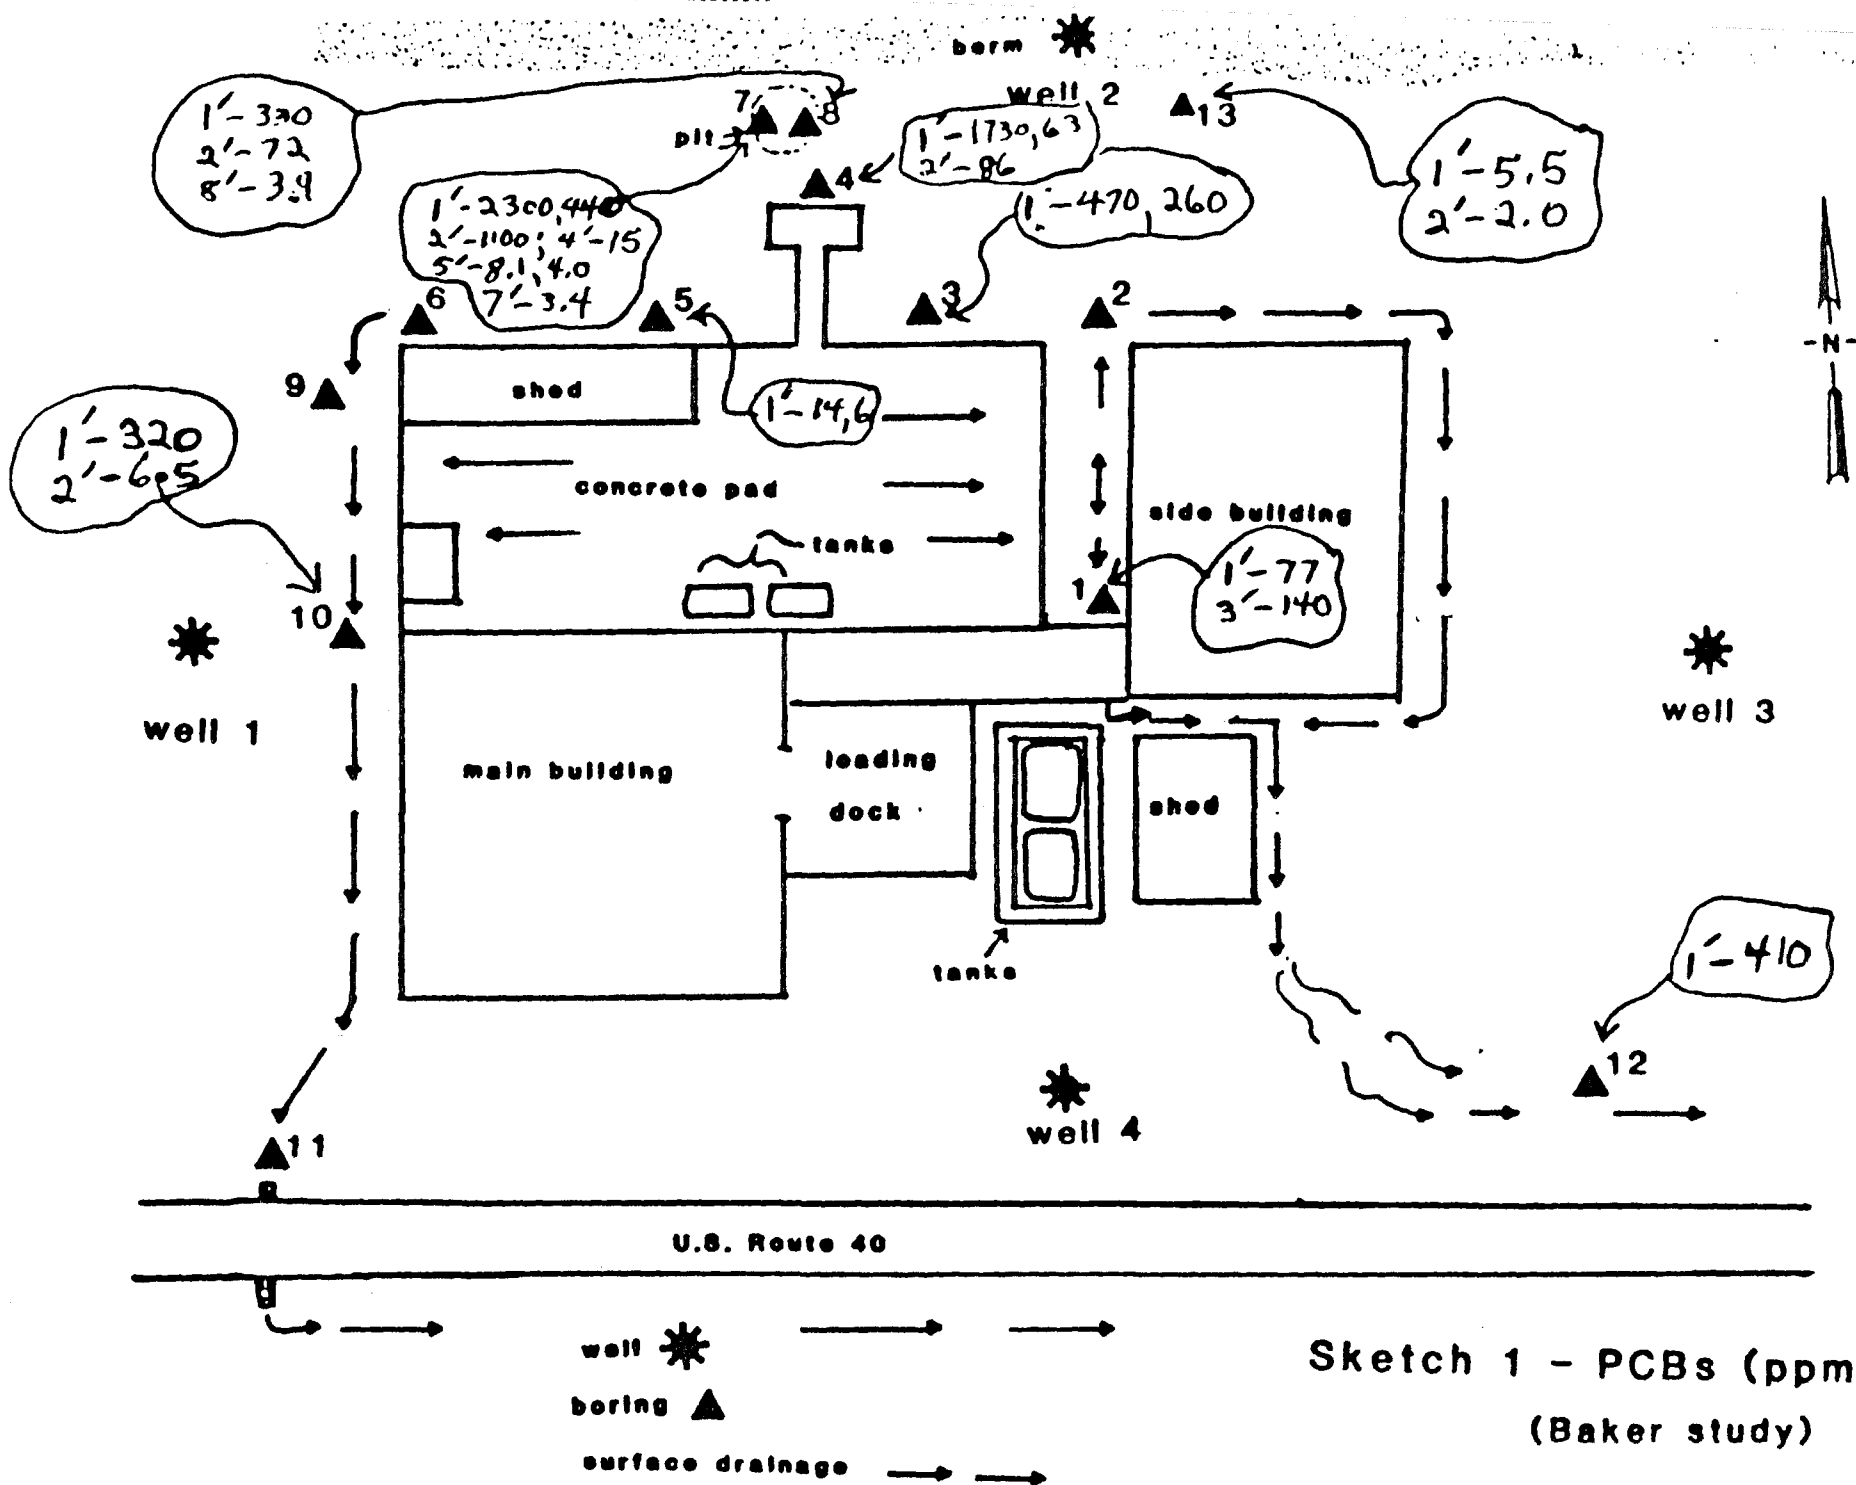 berm
well 2
7
8
pit
13
1'-72
2'-72
1'-1730, 63
2'-86
4
1'-5.5
2'-2.0
1'-2300, 440
2'-1100; 4'-15
5'-8.1, 4.0
7'-3.4
1'-470, 260
6
5
3
2
-N-
9
shed
1'-14, 6
1'-320
2'-6.5
concrete pad
side building
tanks
1
1'-77
3'-140
10
well 1
well 3
main building
loading
dock
shed
tanks
1'-410
12
well 4
11
U.S. Route 40
well
boring
surface drainage
Sketch 1 - PCBs (ppm
(Baker study)